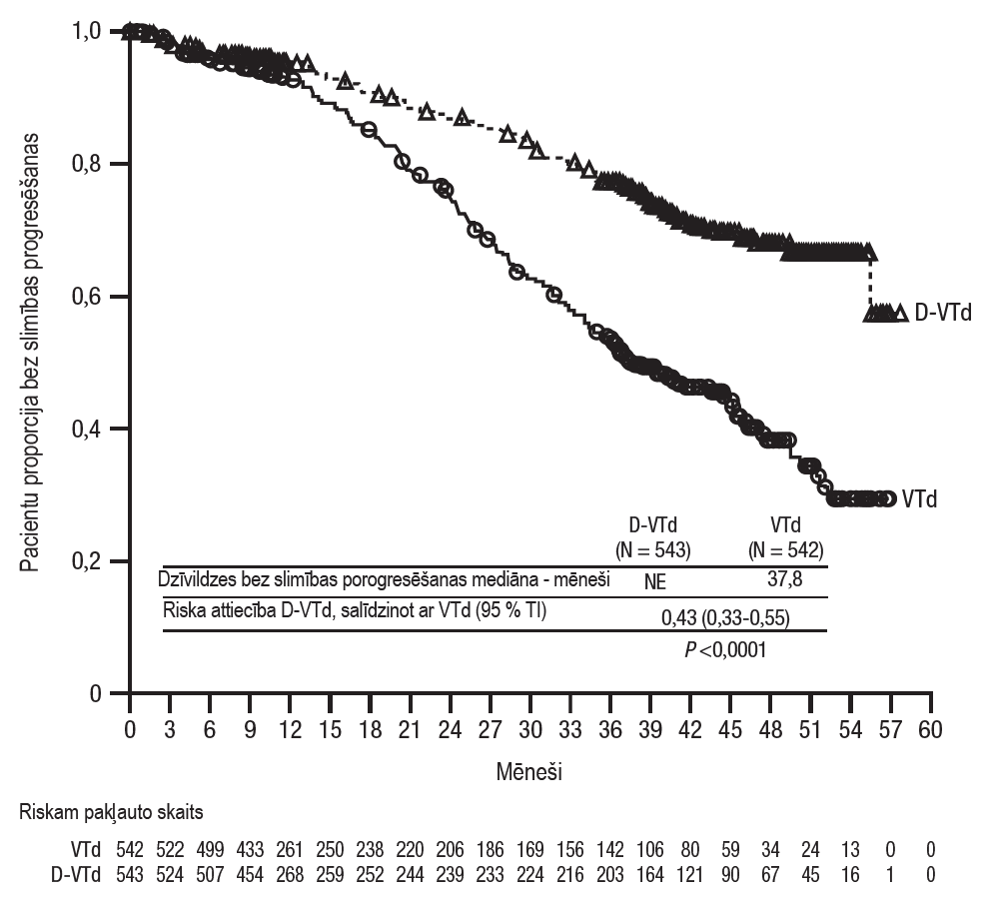 Pacientu proporcija bez slimības progresēšanas
1,0
0,8
0,6
0,4
0,2
0
D-VTd
VTd
D-VTd VTd
(N = 543) (N = 542)
Dzīvildzes bez slimības porogresēšanas mediāna - mēneši NE 37,8
Riska attiecība D-VTd, salīdzinot ar VTd (95 % TI) 0,43 (0,33-0,55)
P<0,0001
0 3 6 9 12 15 18 21 24 27 30 33 36 39 42 45 48 51 54 57 60
Mēneši
Riskam pakļauto skaits
VTd 542 522 499 433 261 250 238 220 206 186 169 156 142 106 80 59 34 24 13 0 0
D-VTd 543 524 507 454 268 259 252 244 239 233 224 216 203 164 121 90 67 45 16 1 0